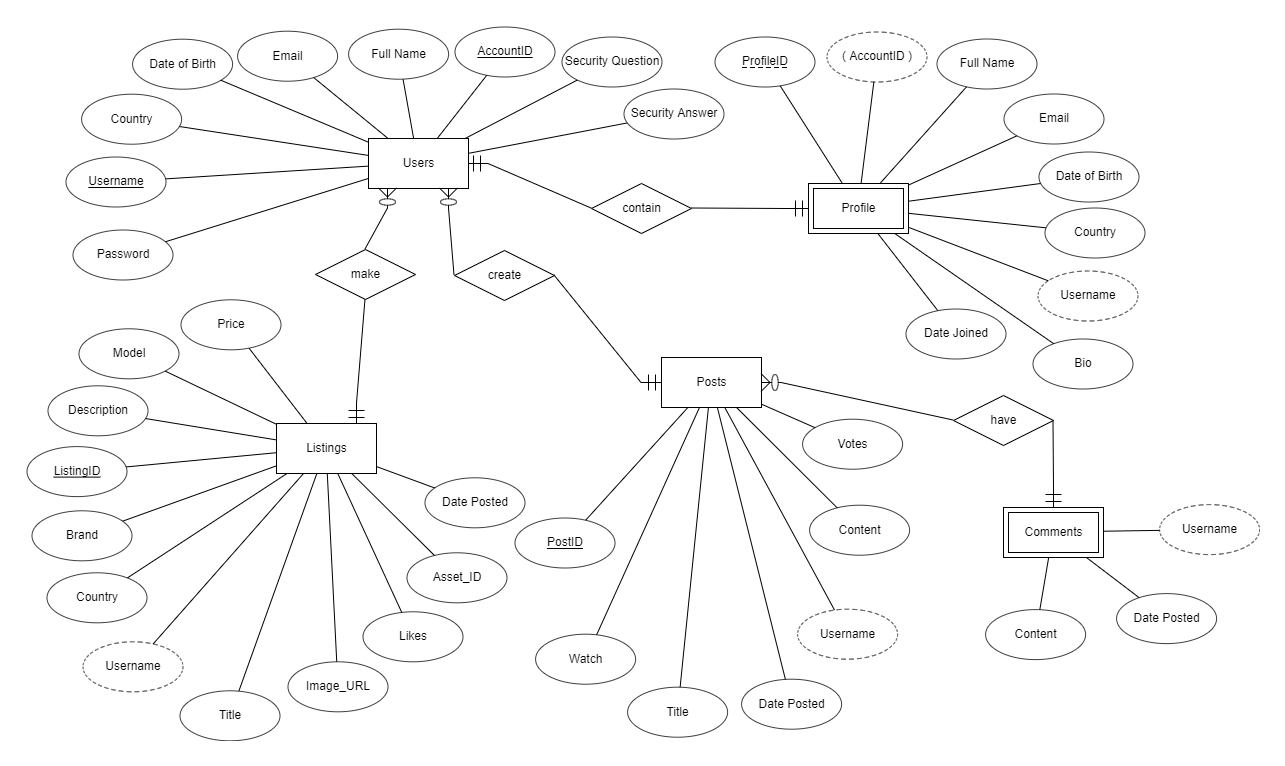 Date of Birth
Email
Full Name
AccountID
Security Question
Security Answer
Country
Username
Password
Users
ProfileID
( AccountID )
Full Name
Email
Date of Birth
Country
Username
Bio
Date Joined
Profile
contain
make
create
Price
Model
Description
ListingID
Brand
Country
Username
Title
Image_URL
Likes
Asset_ID
Date Posted
Listings
Posts
Votes
Content
Username
Date Posted
Title
Watch
PostID
have
Comments
Username
Date Posted
Content